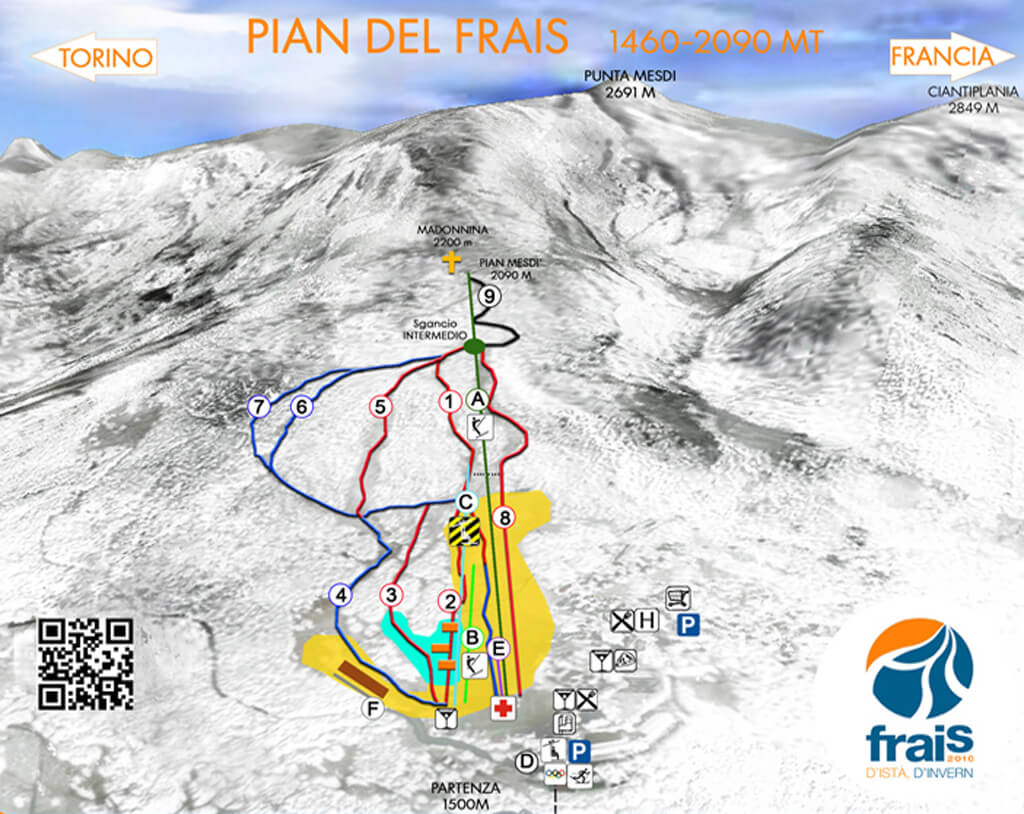 PIAN DEL FRAIS 1460-2090 MT
TORINO
FRANCIA
PUNTA MESDI
2691 M
CIANTIPLANIA
2849 M
MADONNINA
2200 m
PIAN MESDI'
2090 M
9
Sgancio
INTERMEDIO
7
6
5
1
A
C
8
4
3
2
B
E
F
H
P
D
P
PARTENZA
1500M
frais
2010
D'ISTÀ, D'INVERN